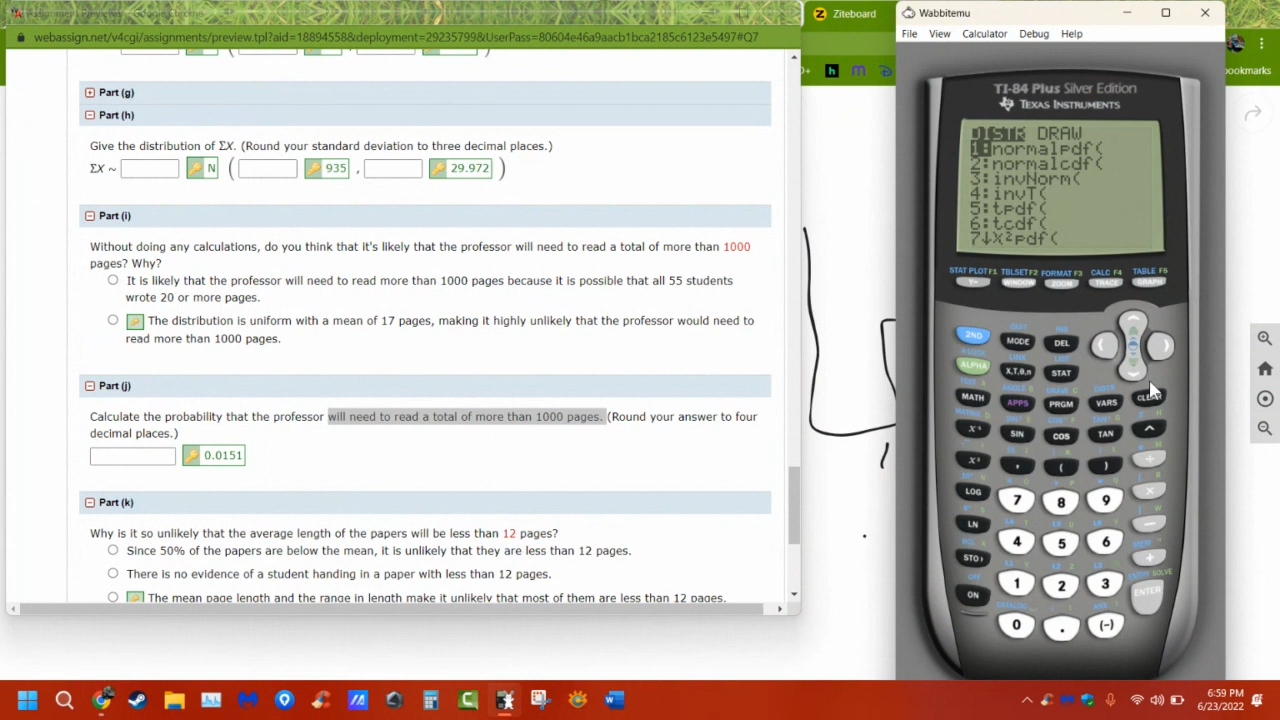 Assignment Previewer - Google Chrome
webassign.net/v4cgi/assignments/preview.tpl?aid=18894558&deployment=29235799&UserPass=80604e46a9aacb1bca2185c6123e5497#Q7
Part (g)
Part (h)
Give the distribution of ΣX. (Round your standard deviation to three decimal places.)
ΣX ~ N ( 935 , 29.972 )
Part (i)
Without doing any calculations, do you think that it's likely that the professor will need to read a total of more than 1000
pages? Why?
It is likely that the professor will need to read more than 1000 pages because it is possible that all 55 students
wrote 20 or more pages.
The distribution is uniform with a mean of 17 pages, making it highly unlikely that the professor would need to
read more than 1000 pages.
Part (j)
Calculate the probability that the professor will need to read a total of more than 1000 pages. (Round your answer to four
decimal places.)
0.0151
Part (k)
Why is it so unlikely that the average length of the papers will be less than 12 pages?
Since 50% of the papers are below the mean, it is unlikely that they are less than 12 pages.
There is no evidence of a student handing in a paper with less than 12 pages.
The mean page length and the range in length make it unlikely that most of them are less than 12 pages.
Ziteboard
bookmarks
Wabbitemu
File View Calculator Debug Help
TI-84 Plus Silver Edition
TEXAS INSTRUMENTS
DISTR DRAW
1:normalpdf(
2:normalcdf(
3:invNorm(
4:invT(
5:tpdf(
6:tcdf(
7↓X²pdf(
STAT PLOT F1 TBLSET F2 FORMAT F3 CALC F4 TABLE F5
Y= WINDOW ZOOM TRACE GRAPH
2ND MODE DEL
ALPHA X,T,θ,n STAT
MATH APPS PRGM VARS CLEAR
x⁻¹ SIN COS TAN ^
x² , ( ) ÷
LOG 7 8 9 ×
LN 4 5 6 −
STO› 1 2 3 +
ON 0 . (-) ENTER
6:59 PM
6/23/2022